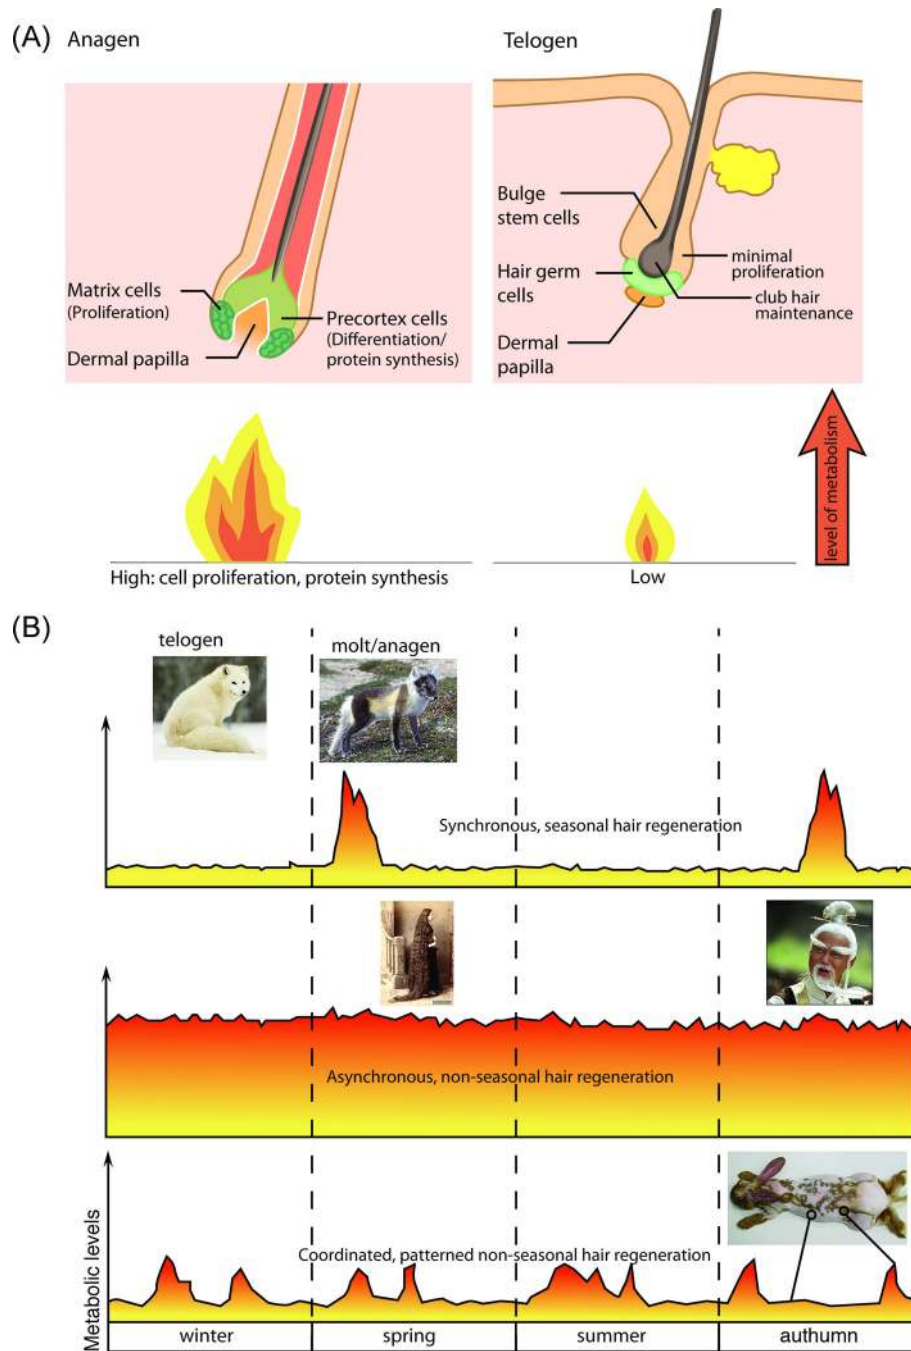 (A) Anagen
Telogen
Matrix cells
(Proliferation)
Dermal papilla
Precortex cells
(Differentiation/
protein synthesis)
Bulge
stem cells
Hair germ
cells
Dermal
papilla
minimal
proliferation
club hair
maintenance
level of metabolism
High: cell proliferation, protein synthesis
Low
(B)
telogen
molt/anagen
Synchronous, seasonal hair regeneration
Asynchronous, non-seasonal hair regeneration
Coordinated, patterned non-seasonal hair regeneration
Metabolic levels
winter
spring
summer
authumn